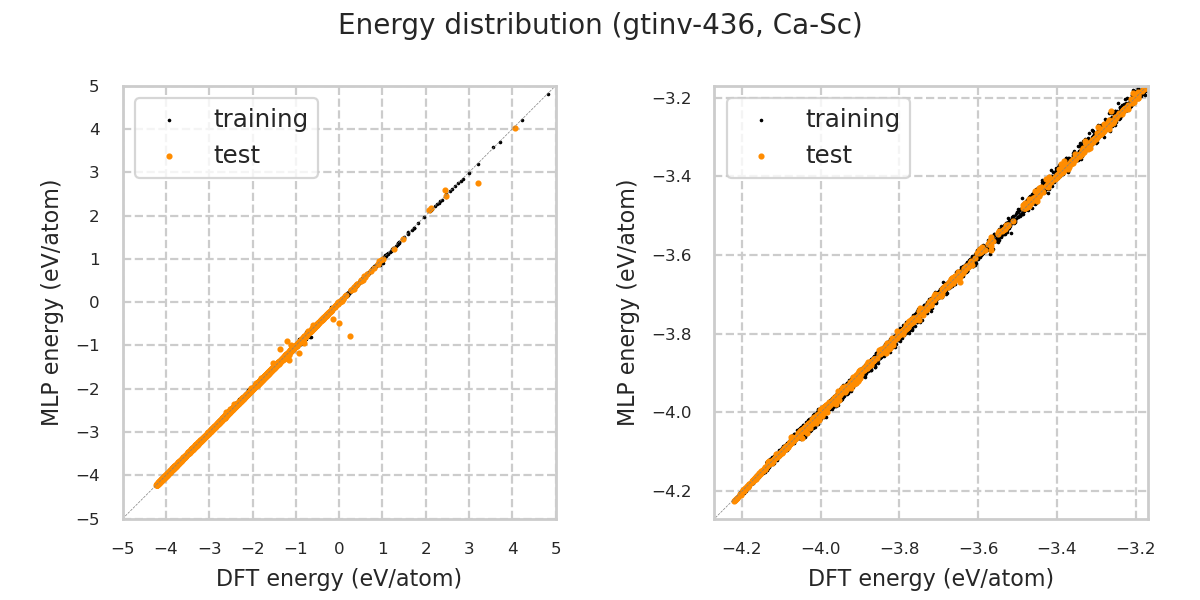 Energy distribution (gtinv-436, Ca-Sc)
training
test
5
4
3
2
1
0
−1
−2
−3
−4
−5
−5 −4 −3 −2 −1 0 1 2 3 4 5
DFT energy (eV/atom)
MLP energy (eV/atom)
training
test
−3.2
−3.4
−3.6
−3.8
−4.0
−4.2
−4.2 −4.0 −3.8 −3.6 −3.4 −3.2
DFT energy (eV/atom)
MLP energy (eV/atom)